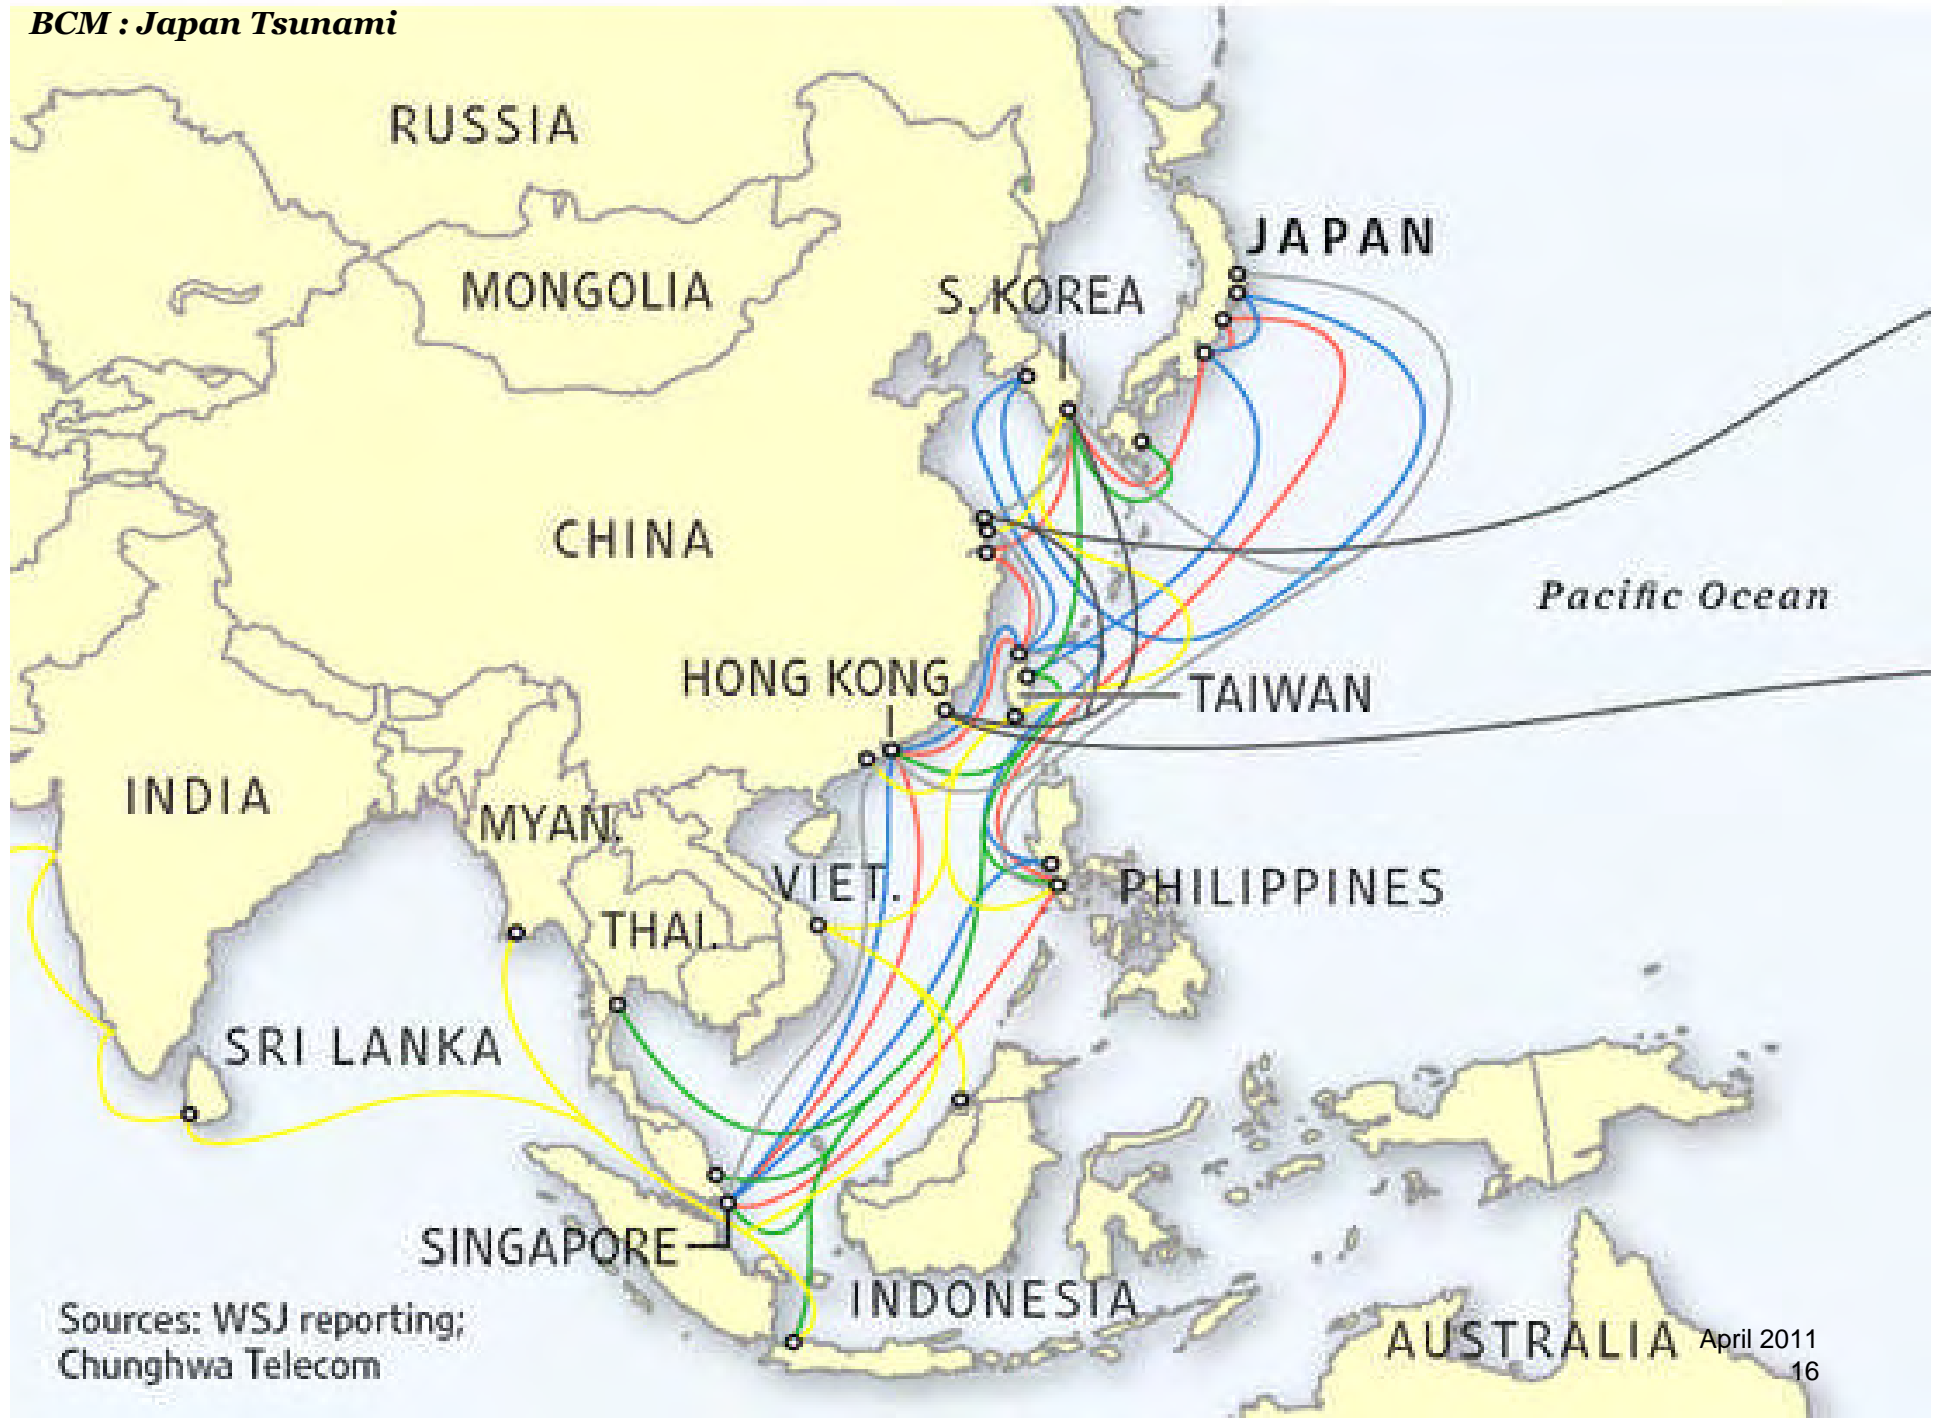 BCM : Japan Tsunami
RUSSIA
JAPAN
MONGOLIA
S. KOREA
CHINA
Pacific Ocean
HONG KONG
TAIWAN
INDIA
MYAN.
VIET.
PHILIPPINES
THAI.
SRI LANKA
SINGAPORE
INDONESIA
Sources: WSJ reporting;
Chunghwa Telecom
AUSTRALIA
April 2011
16